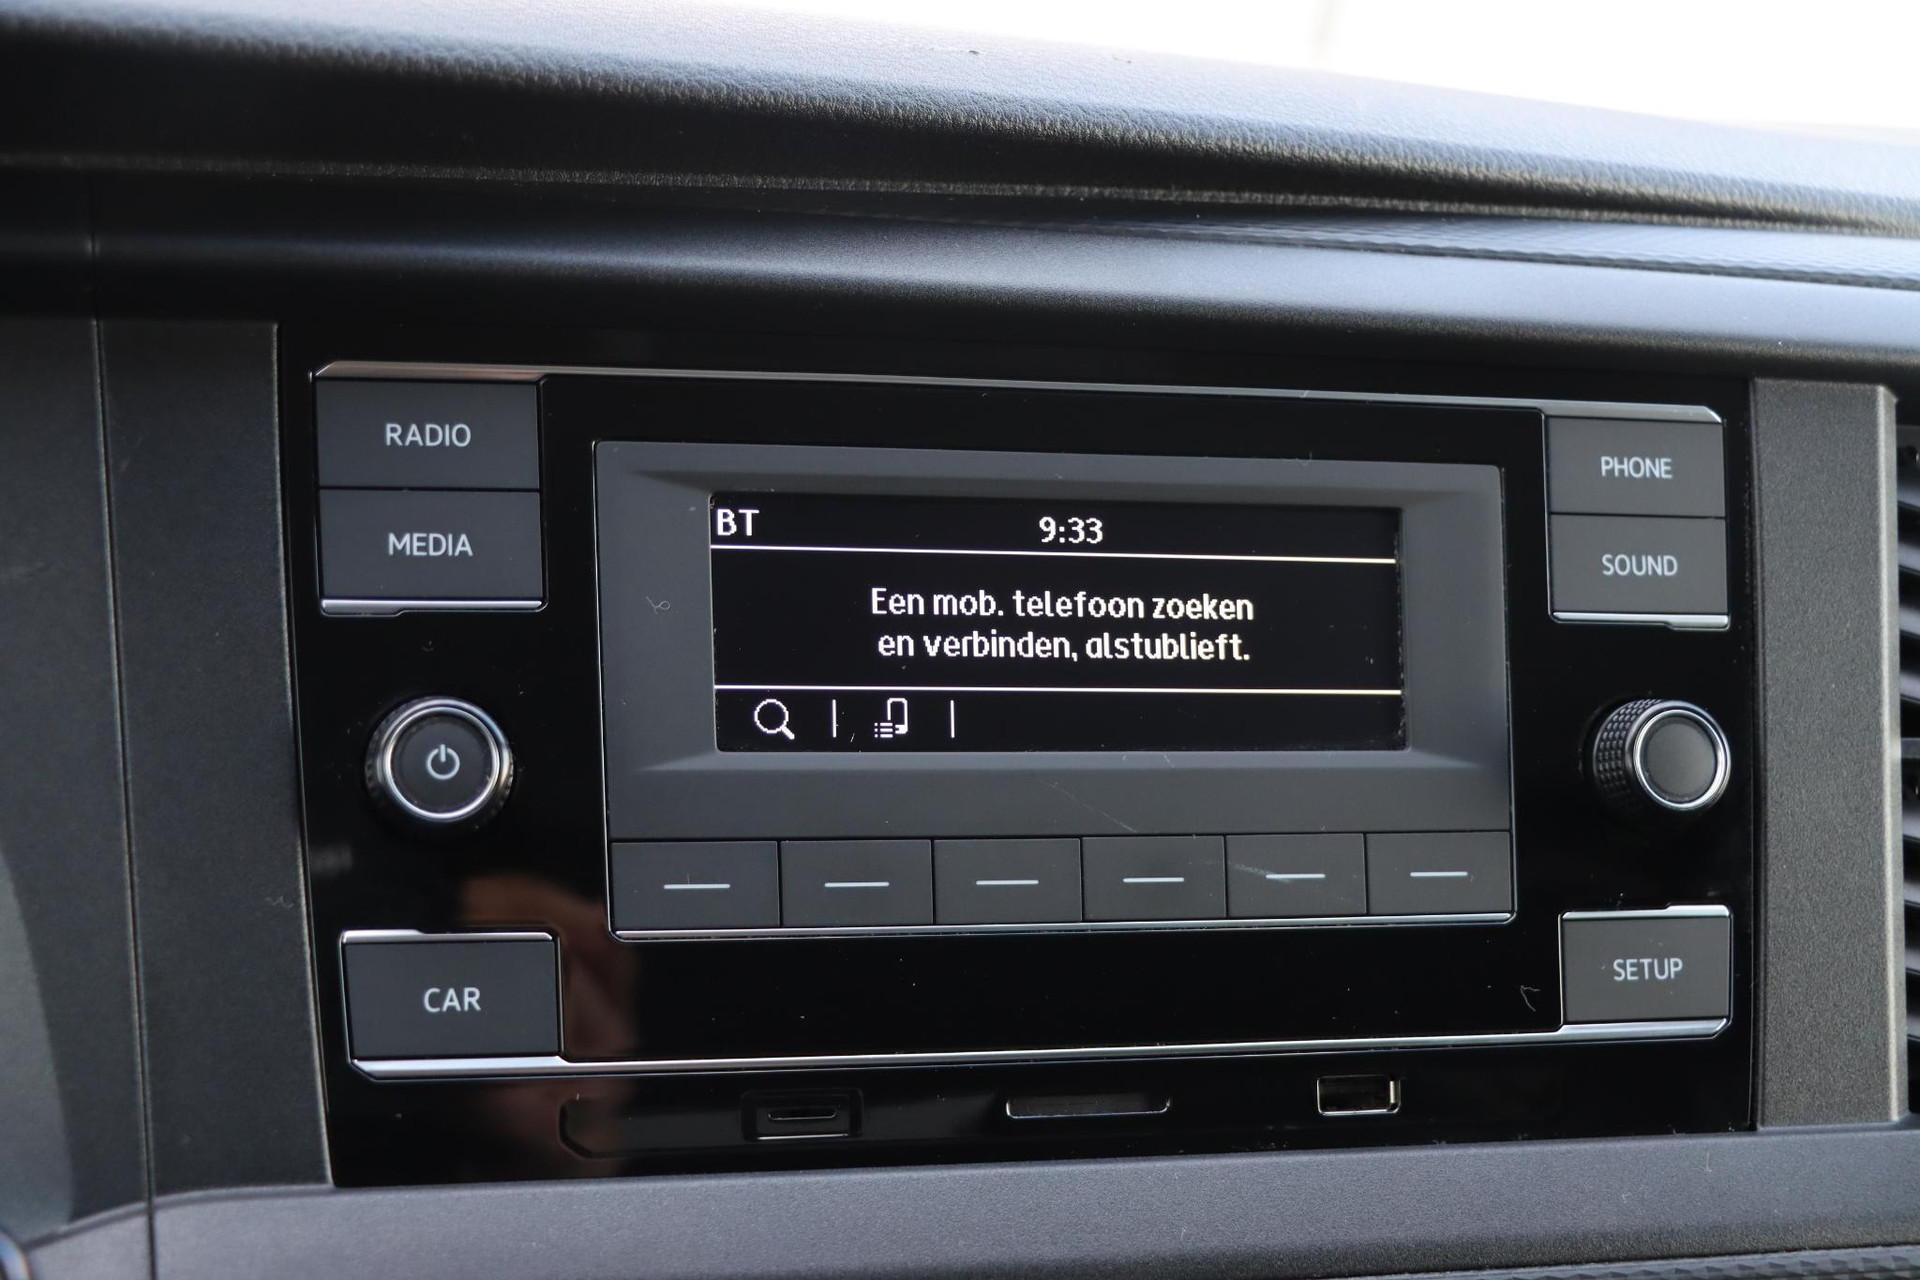 RADIO
MEDIA
BT
9:33
Een mob. telefoon zoeken
en verbinden, alstublieft.
PHONE
SOUND
CAR
SETUP